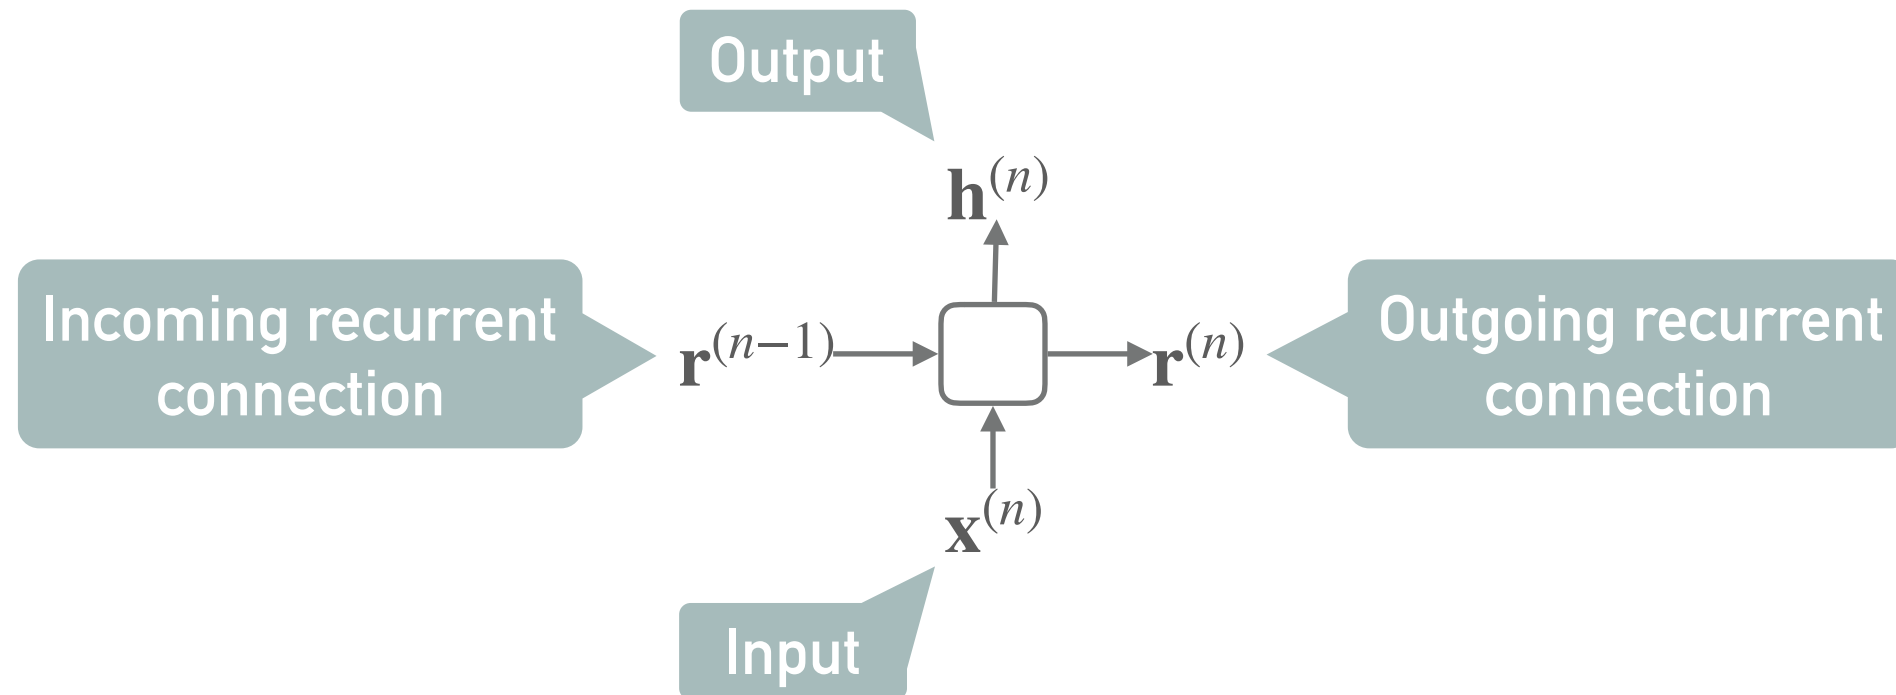 Output
h^(n)
Incoming recurrent
connection
r^(n−1)
r^(n)
Outgoing recurrent
connection
x^(n)
Input